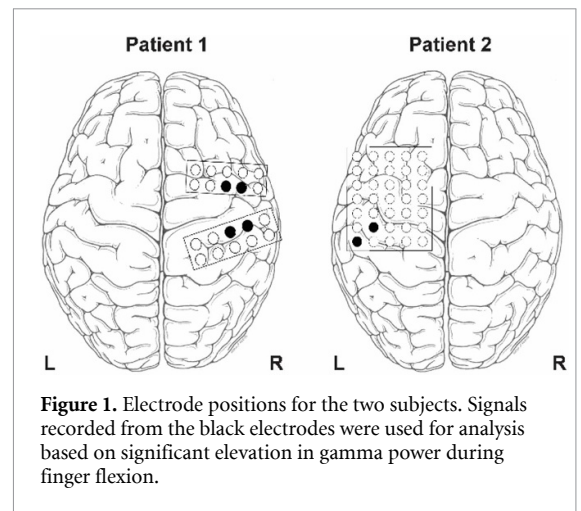 Patient 1
Patient 2
L
R
L
R
Figure 1. Electrode positions for the two subjects. Signals
recorded from the black electrodes were used for analysis
based on significant elevation in gamma power during
finger flexion.